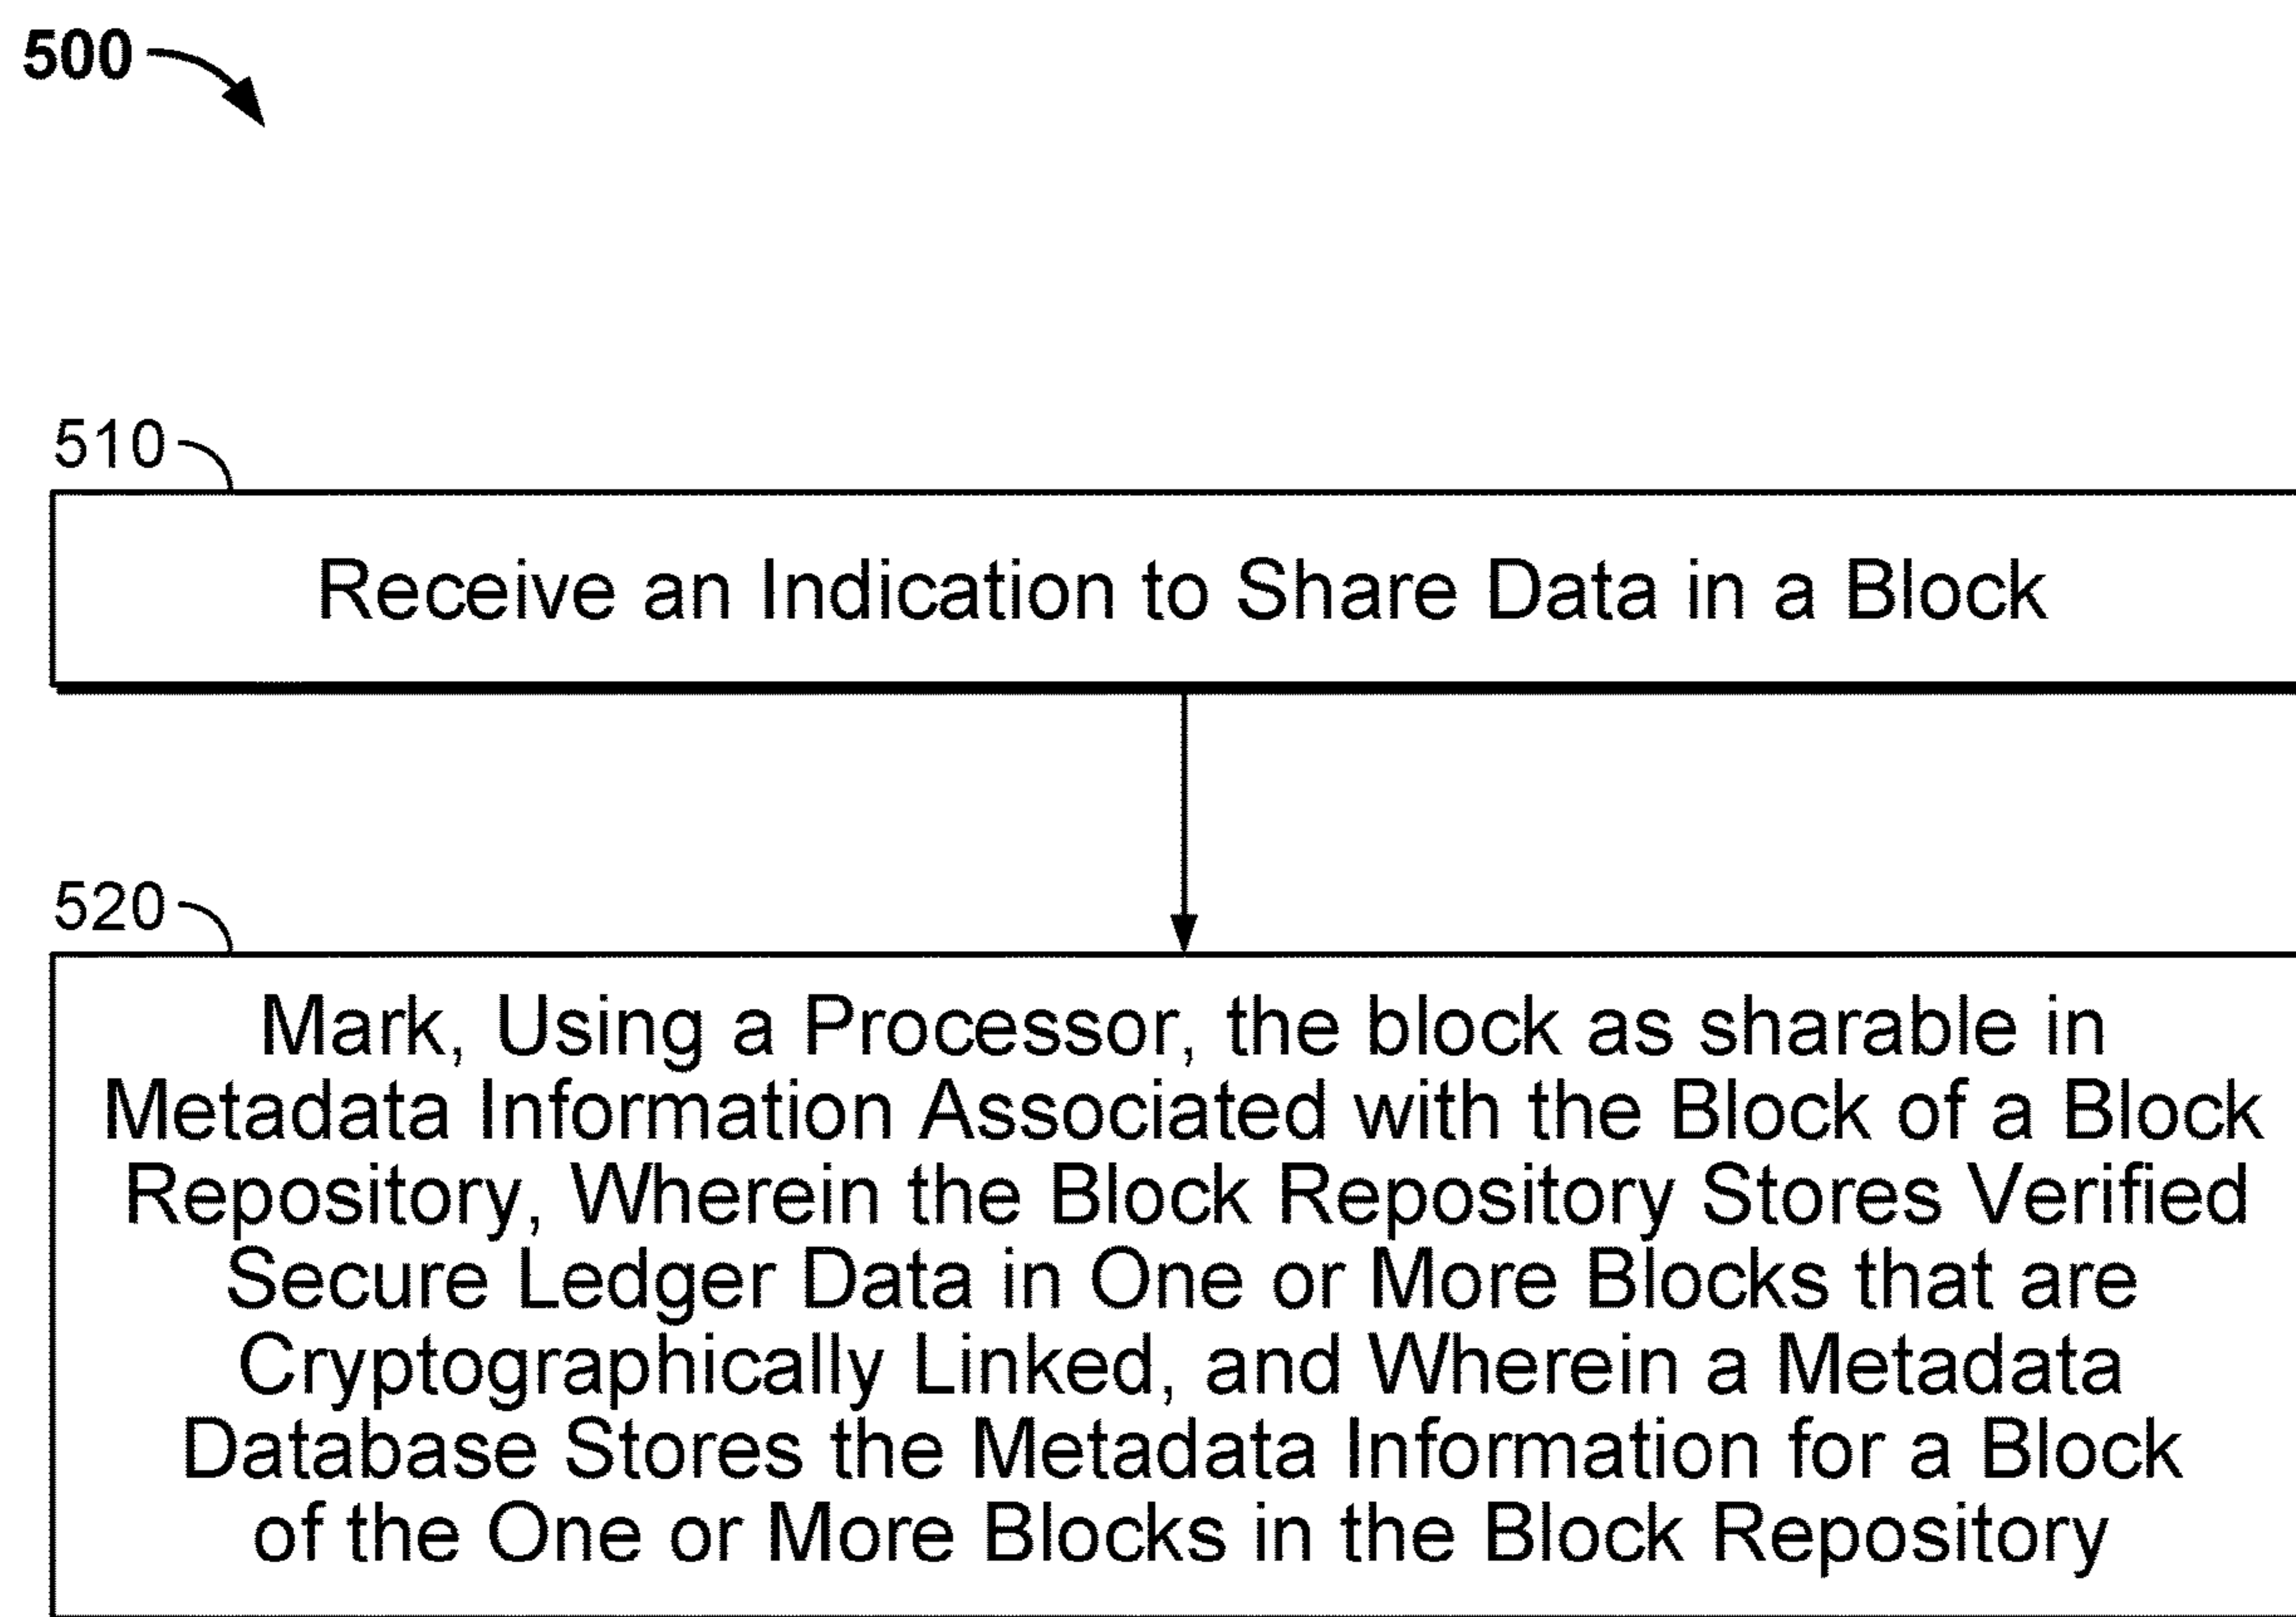 500
510
Receive an Indication to Share Data in a Block
520
Mark, Using a Processor, the block as sharable in
Metadata Information Associated with the Block of a Block
Repository, Wherein the Block Repository Stores Verified
Secure Ledger Data in One or More Blocks that are
Cryptographically Linked, and Wherein a Metadata
Database Stores the Metadata Information for a Block
of the One or More Blocks in the Block Repository